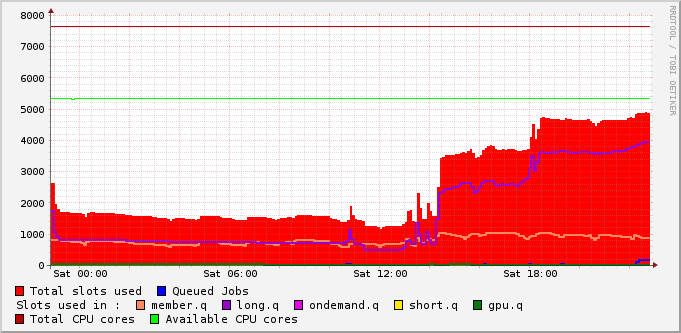 8000
7000
6000
5000
4000
3000
2000
1000
0
Sat 00:00 Sat 06:00 Sat 12:00 Sat 18:00
Total slots used Queued Jobs
Slots used in : member.q long.q ondemand.q short.q gpu.q
Total CPU cores Available CPU cores
RRDTOOL / TOBI OETIKER